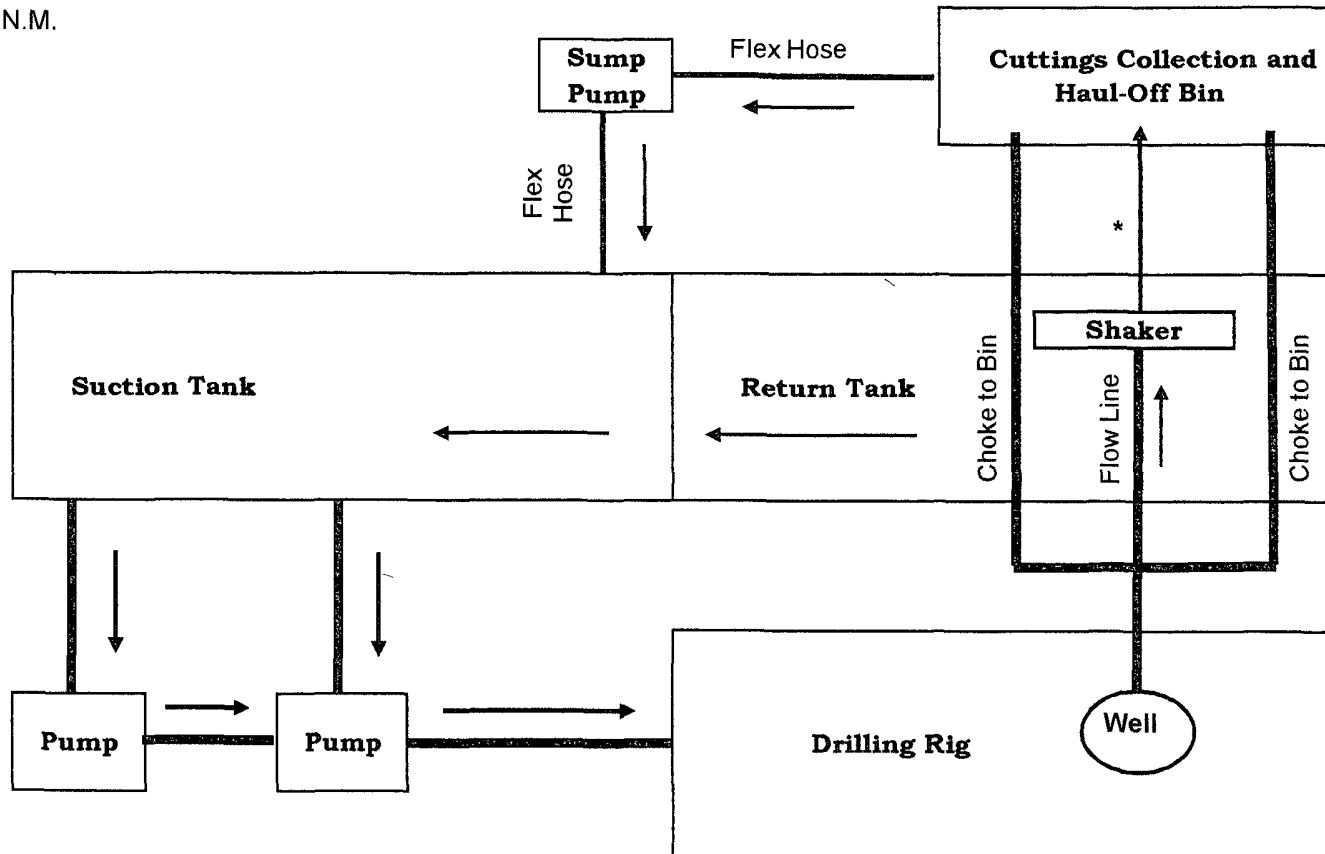 N.M.
Sump
Pump
Flex Hose
Cuttings Collection and
Haul-Off Bin
Flex
Hose
*
Suction Tank
Return Tank
Choke to Bin
Shaker
Flow Line
Choke to Bin
Pump
Pump
Drilling Rig
Well